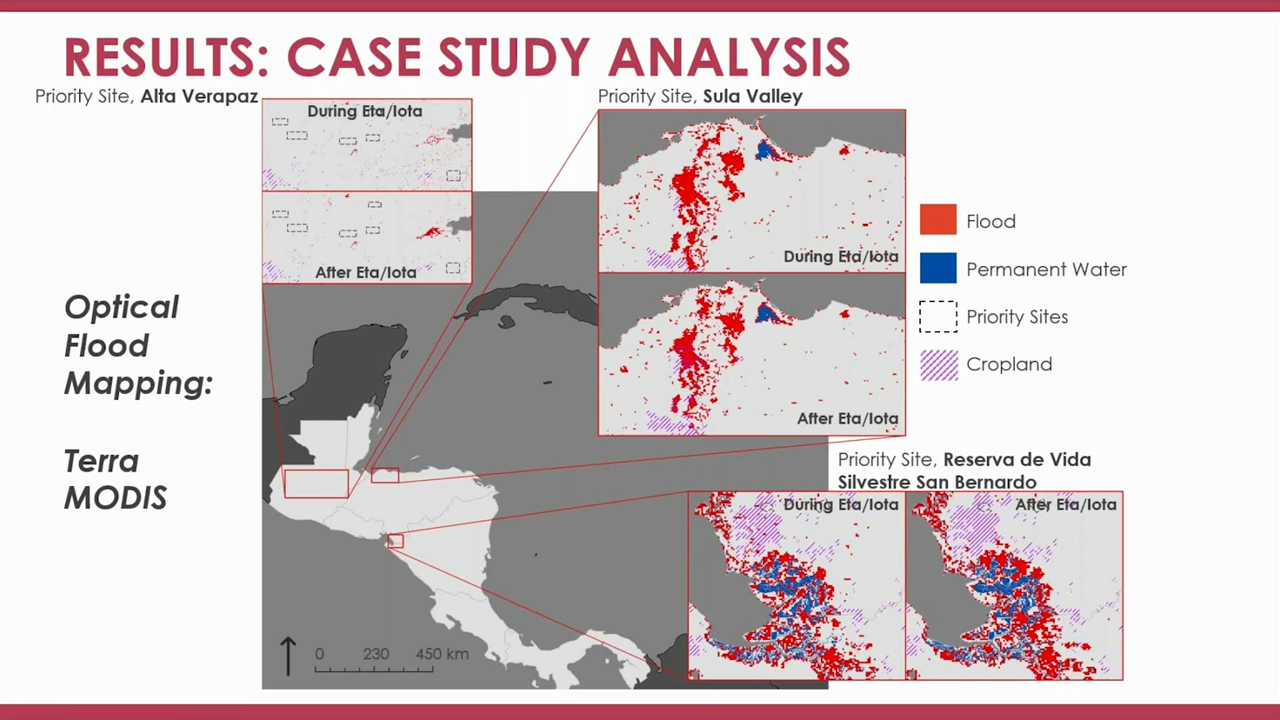 RESULTS: CASE STUDY ANALYSIS
Priority Site, Alta Verapaz
During Eta/Iota
After Eta/Iota
Priority Site, Sula Valley
During Eta/Iota
After Eta/Iota
Flood
Permanent Water
Priority Sites
Cropland
Optical
Flood
Mapping:
Terra
MODIS
Priority Site, Reserva de Vida
Silvestre San Bernardo
During Eta/Iota
After Eta/Iota
0 230 450 km